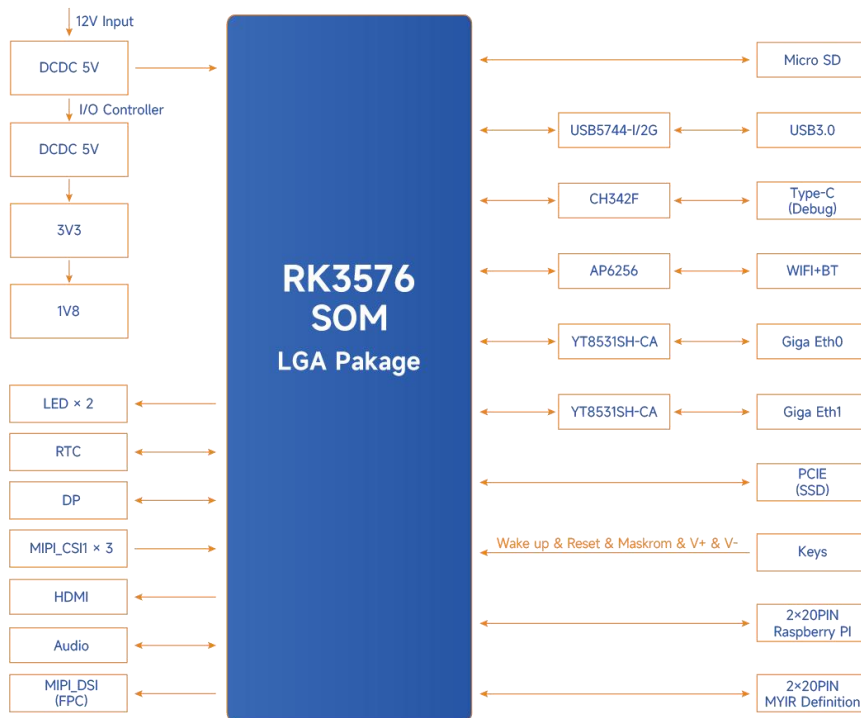 12V Input
DCDC 5V
I/O Controller
DCDC 5V
3V3
1V8
LED × 2
RTC
DP
MIPI_CSI1 × 3
HDMI
Audio
MIPI_DSI
(FPC)
RK3576
SOM
LGA Pakage
Micro SD
USB5744-I/2G
USB3.0
CH342F
Type-C
(Debug)
AP6256
WIFI+BT
YT8531SH-CA
Giga Eth0
YT8531SH-CA
Giga Eth1
PCIE
(SSD)
Wake up & Reset & Maskrom & V+ & V-
Keys
2×20PIN
Raspberry PI
2×20PIN
MYIR Definition